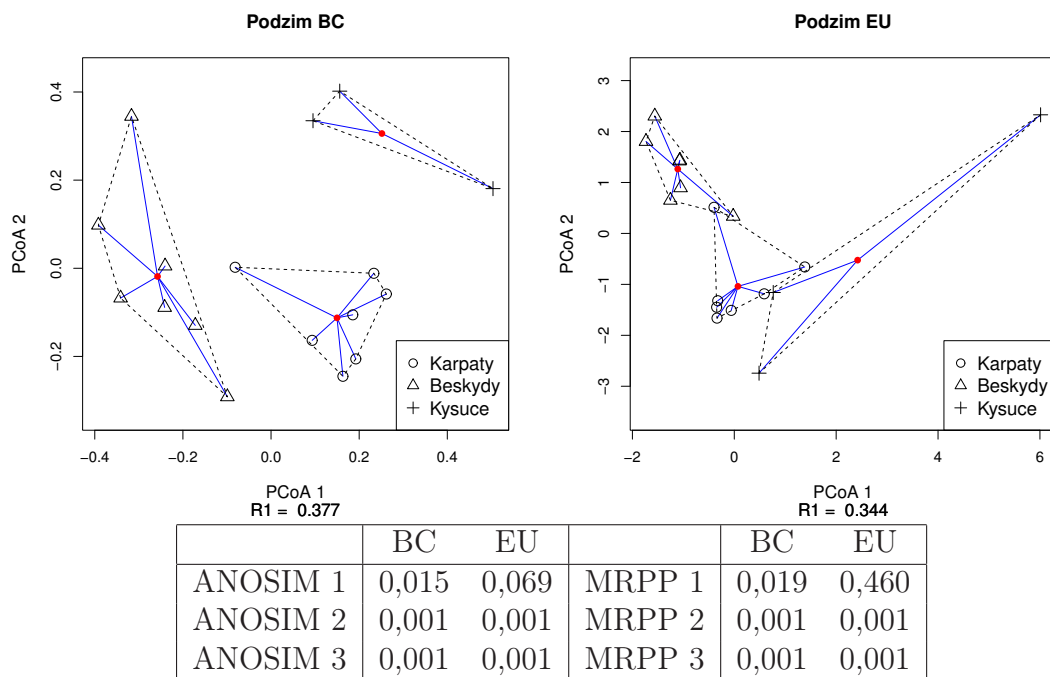 Podzim BC
PCoA 2
0.4
0.2
0.0
−0.2
−0.4
−0.2
0.0
0.2
0.4
Karpaty
Beskydy
Kysuce
PCoA 1
R1 = 0.377
Podzim EU
PCoA 2
3
2
1
0
−1
−2
−3
−2
0
2
4
6
Karpaty
Beskydy
Kysuce
PCoA 1
R1 = 0.344
BC EU BC EU
ANOSIM 1 0,015 0,069 MRPP 1 0,019 0,460
ANOSIM 2 0,001 0,001 MRPP 2 0,001 0,001
ANOSIM 3 0,001 0,001 MRPP 3 0,001 0,001